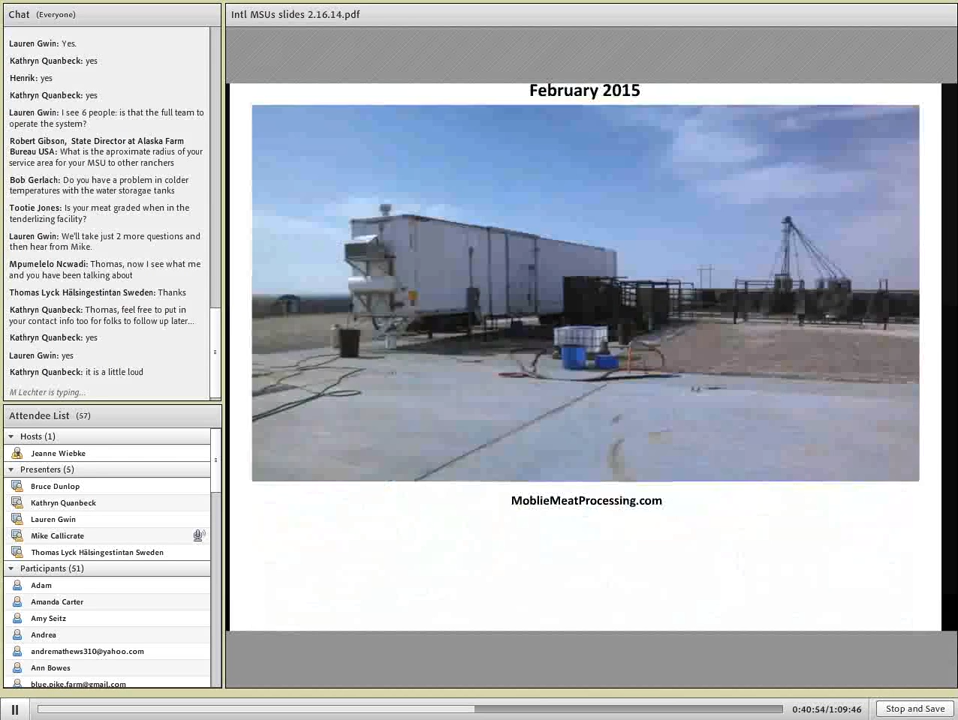 Chat (Everyone)
Lauren Gwin: Yes.
Kathryn Quanbeck: yes
Henrik: yes
Kathryn Quanbeck: yes
Lauren Gwin: I see 6 people: is that the full team to
operate the system?
Robert Gibson, State Director at Alaska Farm
Bureau USA: What is the aproximate radius of your
service area for your MSU to other ranchers
Bob Gerlach: Do you have a problem in colder
temperatures with the water storagae tanks
Tootie Jones: Is your meat graded when in the
tenderlizing facility?
Lauren Gwin: We'll take just 2 more questions and
then hear from Mike.
Mpumelelo Ncwadi: Thomas, now I see what me
and you have been talking about
Thomas Lyck Hälsingestintan Sweden: Thanks
Kathryn Quanbeck: Thomas, feel free to put in
your contact info too for folks to follow up later...
Kathryn Quanbeck: yes
Lauren Gwin: yes
Kathryn Quanbeck: it is a little loud
M Lechter is typing...
Attendee List (57)
Hosts (1)
Jeanne Wiebke
Presenters (5)
Bruce Dunlop
Kathryn Quanbeck
Lauren Gwin
Mike Callicrate
Thomas Lyck Hälsingestintan Sweden
Participants (51)
Adam
Amanda Carter
Amy Seitz
Andrea
andremathews310@yahoo.com
Ann Bowes
blue.pike.farm@gmail.com
Intl MSUs slides 2.16.14.pdf
February 2015
MoblieMeatProcessing.com
0:40:54/1:09:46
Stop and Save